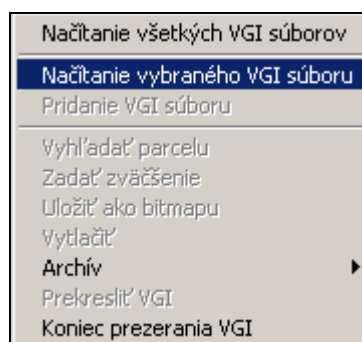 Načítanie všetkých VGI súborov
Načítanie vybraného VGI súboru
Pridanie VGI súboru
Vyhľadať parcelu
Zadať zväčšenie
Uložiť ako bitmapu
Vytlačiť
Archív
Prekresliť VGI
Koniec prezerania VGI